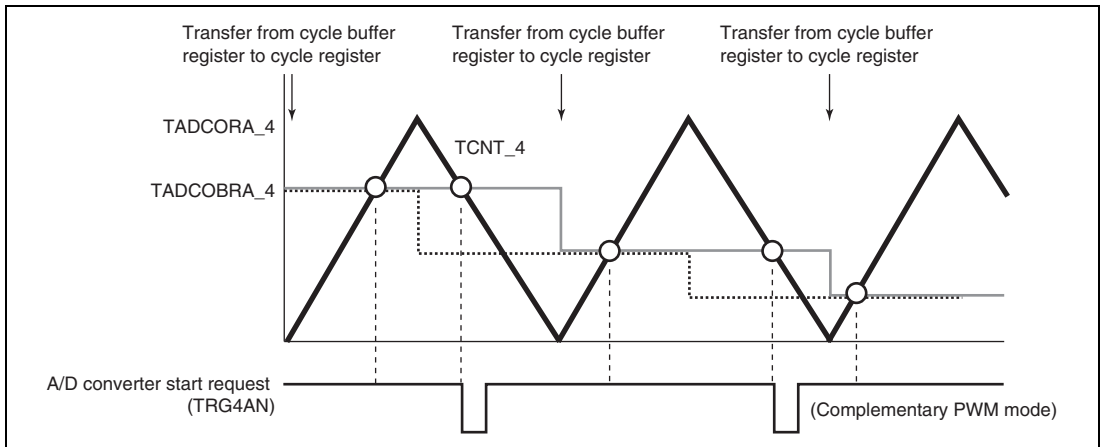 Transfer from cycle buffer
register to cycle register
Transfer from cycle buffer
register to cycle register
Transfer from cycle buffer
register to cycle register
TADCORA_4
TCNT_4
TADCOBRA_4
A/D converter start request
(TRG4AN)
(Complementary PWM mode)